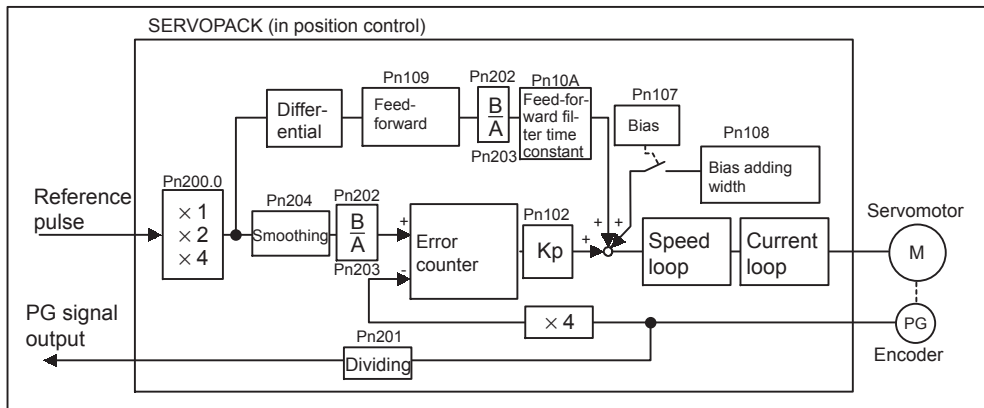 SERVOPACK (in position control)
Pn109
Differ-
ential
Feed-
forward
Pn202
B
A
Pn203
Pn10A
Feed-for-
ward filter
time
constant
Pn107
Bias
Pn108
Bias adding
width
Reference
pulse
Pn200.0
× 1
× 2
× 4
Pn204
Smoothing
Pn202
B
A
Pn203
+
-
Error
counter
Pn102
Kp
+
+
+
Speed
loop
Current
loop
Servomotor
M
PG
Encoder
× 4
PG signal
output
Pn201
Dividing